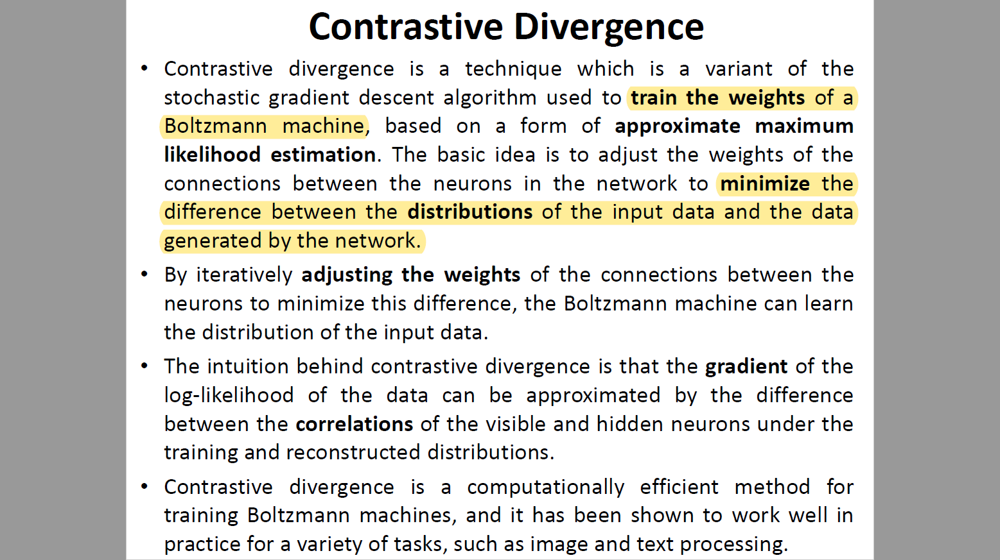 Contrastive Divergence
• Contrastive divergence is a technique which is a variant of the
stochastic gradient descent algorithm used to train the weights of a
Boltzmann machine, based on a form of approximate maximum
likelihood estimation. The basic idea is to adjust the weights of the
connections between the neurons in the network to minimize the
difference between the distributions of the input data and the data
generated by the network.
• By iteratively adjusting the weights of the connections between the
neurons to minimize this difference, the Boltzmann machine can learn
the distribution of the input data.
• The intuition behind contrastive divergence is that the gradient of the
log-likelihood of the data can be approximated by the difference
between the correlations of the visible and hidden neurons under the
training and reconstructed distributions.
• Contrastive divergence is a computationally efficient method for
training Boltzmann machines, and it has been shown to work well in
practice for a variety of tasks, such as image and text processing.